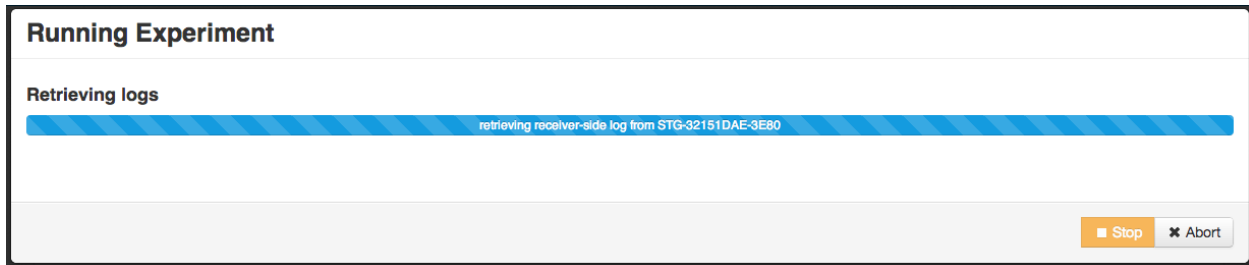 Running Experiment
Retrieving logs
retrieving receiver-side log from STG-32151DAE-3E80
Stop
Abort